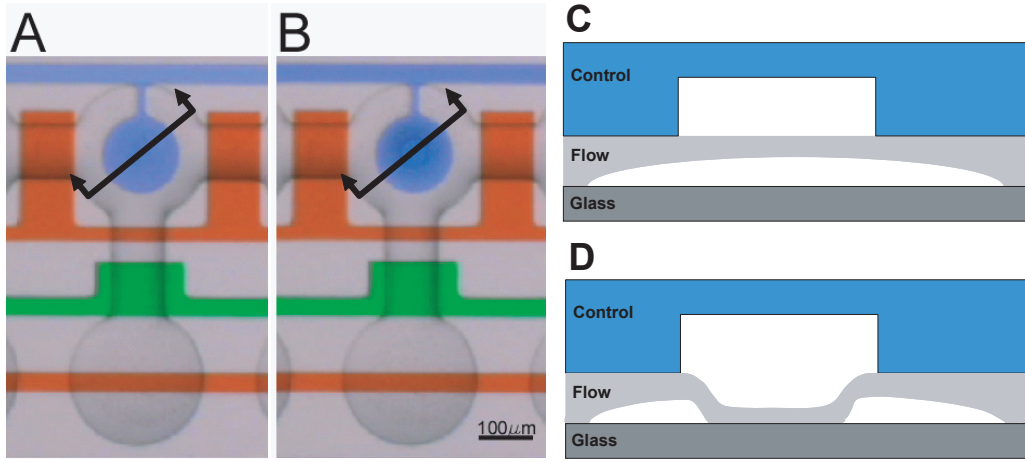 A
B
100μm
C
Control
Flow
Glass
D
Control
Flow
Glass